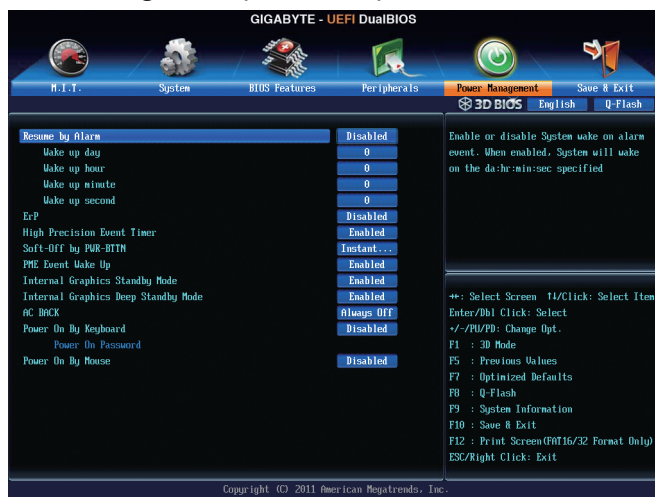 GIGABYTE - UEFI DualBIOS
M.I.T.
System
BIOS Features
Peripherals
Power Management
Save & Exit
3D BIOS
English
Q-Flash
Resume by Alarm Disabled
Wake up day 0
Wake up hour 0
Wake up minute 0
Wake up second 0
ErP Disabled
High Precision Event Timer Enabled
Soft-Off by PWR-BTTN Instant...
PME Event Wake Up Enabled
Internal Graphics Standby Mode Enabled
Internal Graphics Deep Standby Mode Enabled
AC BACK Always Off
Power On By Keyboard Disabled
Power On Password
Power On By Mouse Disabled
Enable or disable System wake on alarm
event. When enabled, System will wake
on the da:hr:min:sec specified
→←: Select Screen ↑↓/Click: Select Item
Enter/Dbl Click: Select
+/-/PU/PD: Change Opt.
F1 : 3D Mode
F5 : Previous Values
F7 : Optimized Defaults
F8 : Q-Flash
F9 : System Information
F10 : Save & Exit
F12 : Print Screen(FAT16/32 Format Only)
ESC/Right Click: Exit
Copyright (C) 2011 American Megatrends, Inc.